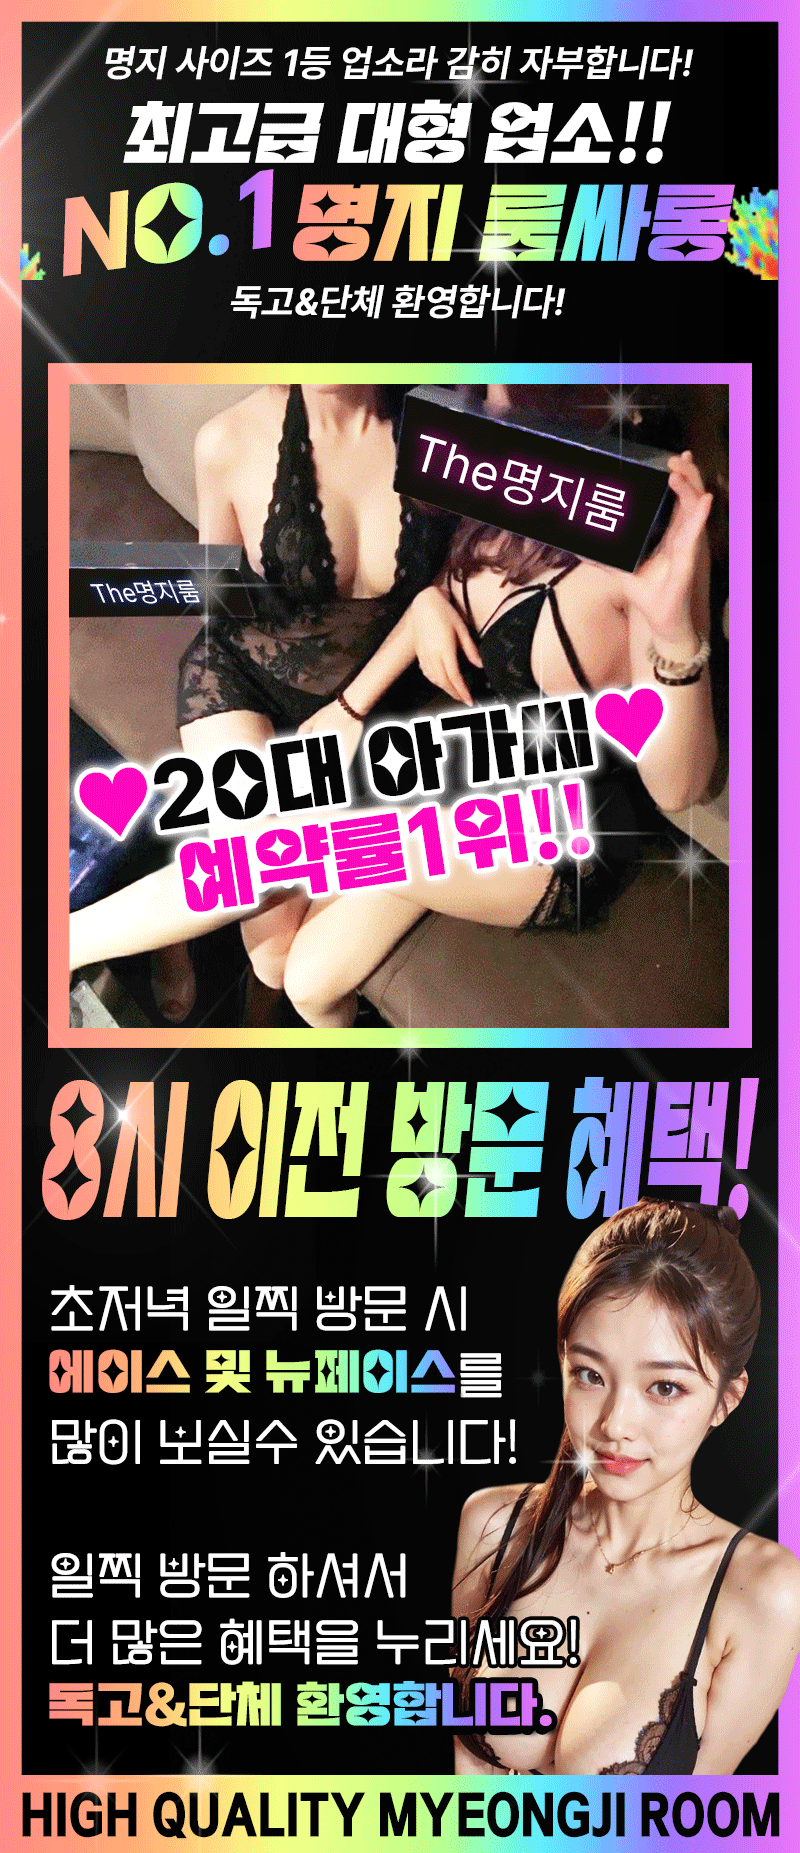 명지 사이즈 1등 업소라 감히 자부합니다!
최고급 대형 업소!!
NO.1 명지 룸싸롱
독고&단체 환영합니다!
The명지룸
The명지룸
20대 아가씨
예약률1위!!
8시 이전 방문 혜택!
초저녁 일찍 방문 시
에이스 및 뉴페이스를
많이 보실수 있습니다!
일찍 방문 하셔서
더 많은 혜택을 누리세요!
독고&단체 환영합니다.
HIGH QUALITY MYEONGJI ROOM